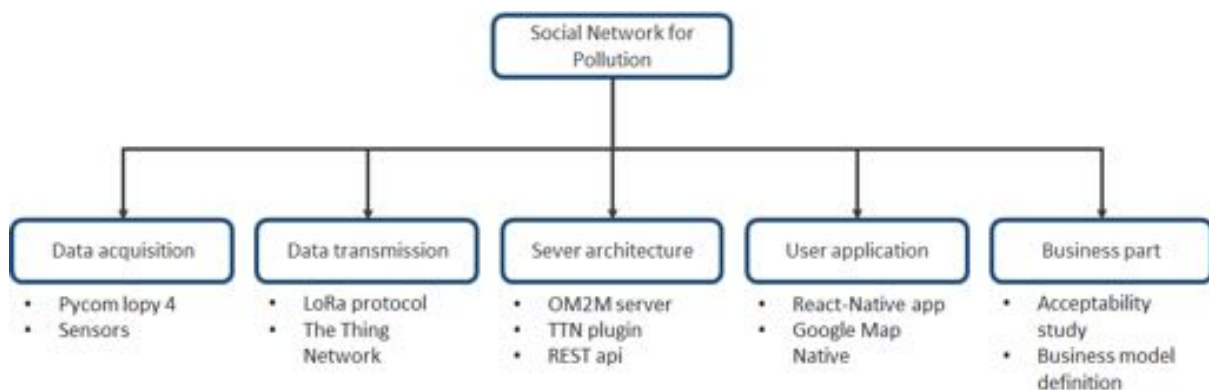 Social Network for
Pollution
Data acquisition
• Pycom lopy 4
• Sensors
Data transmission
• LoRa protocol
• The Thing
Network
Sever architecture
• OM2M server
• TTN plugin
• REST api
User application
• React-Native app
• Google Map
Native
Business part
• Acceptability
study
• Business model
definition